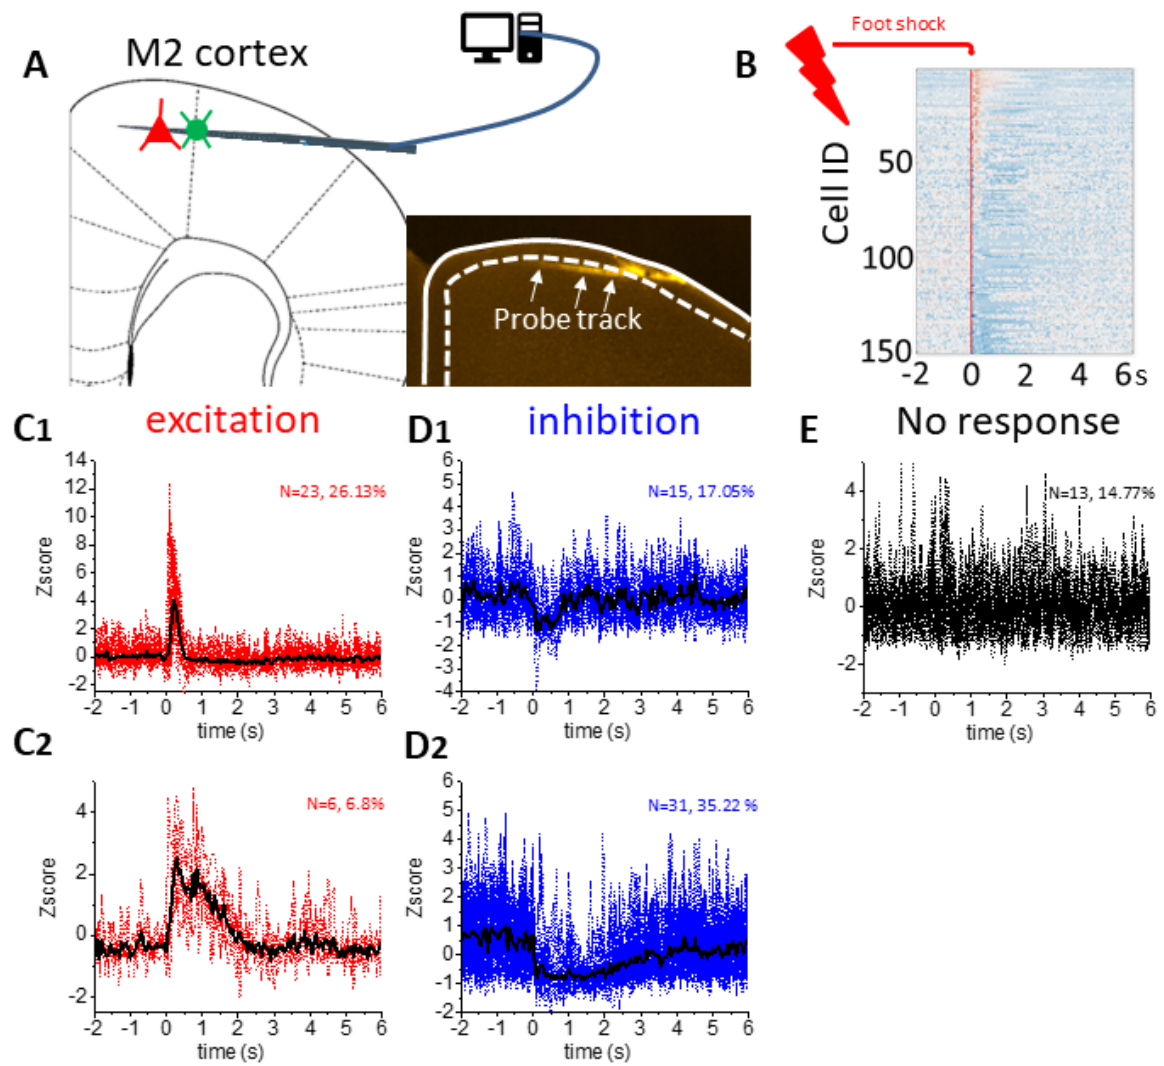 A
M2 cortex
Probe track
B
Foot shock
Cell ID
50
100
150
-2 0 2 4 6s
C1 excitation
N=23, 26.13%
Zscore
14
12
10
8
6
4
2
0
-2
-2 -1 0 1 2 3 4 5 6
time (s)
D1 inhibition
N=15, 17.05%
Zscore
6
5
4
3
2
1
0
-1
-2
-3
-4
-2 -1 0 1 2 3 4 5 6
time (s)
E No response
N=13, 14.77%
Zscore
4
2
0
-2
-2 -1 0 1 2 3 4 5 6
time (s)
C2
N=6, 6.8%
Zscore
4
2
0
-2
-2 -1 0 1 2 3 4 5 6
time (s)
D2
N=31, 35.22 %
Zscore
6
5
4
3
2
1
0
-1
-2
-2 -1 0 1 2 3 4 5 6
time (s)